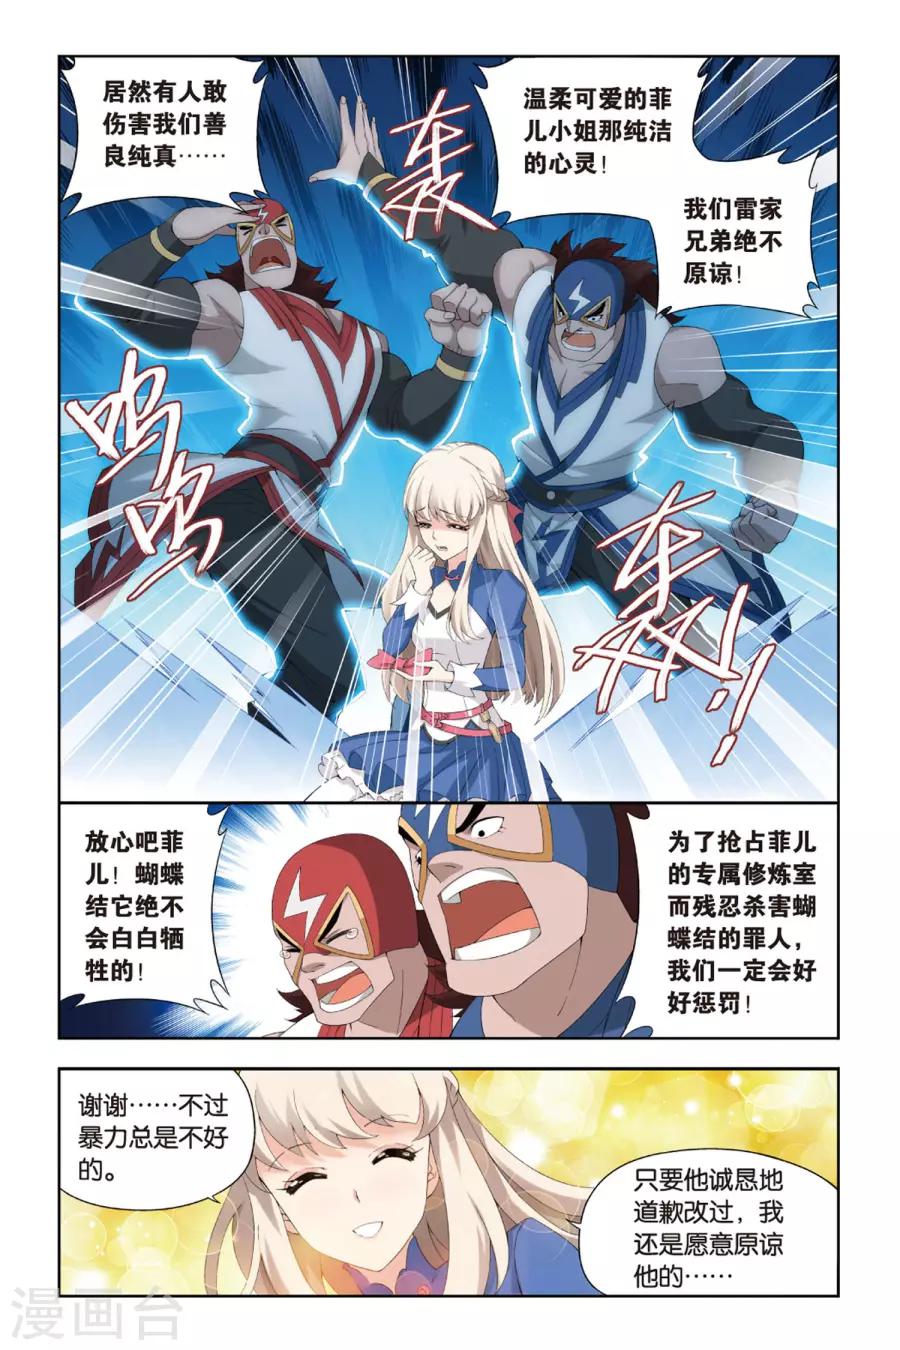 居然有人敢
伤害我们善
良纯真……
轰
温柔可爱的菲
儿小姐那纯洁
的心灵！
我们雷家
兄弟绝不
原谅！
呜
呜
轰！！
放心吧菲
儿！蝴蝶
结它绝不
会白白牺
牲的！
为了抢占菲儿
的专属修炼室
而残忍杀害蝴
蝶结的罪人，
我们一定会好
好惩罚！
谢谢……不过
暴力总是不好
的。
只要他诚恳地
道歉改过，我
还是愿意原谅
他的……
漫画台